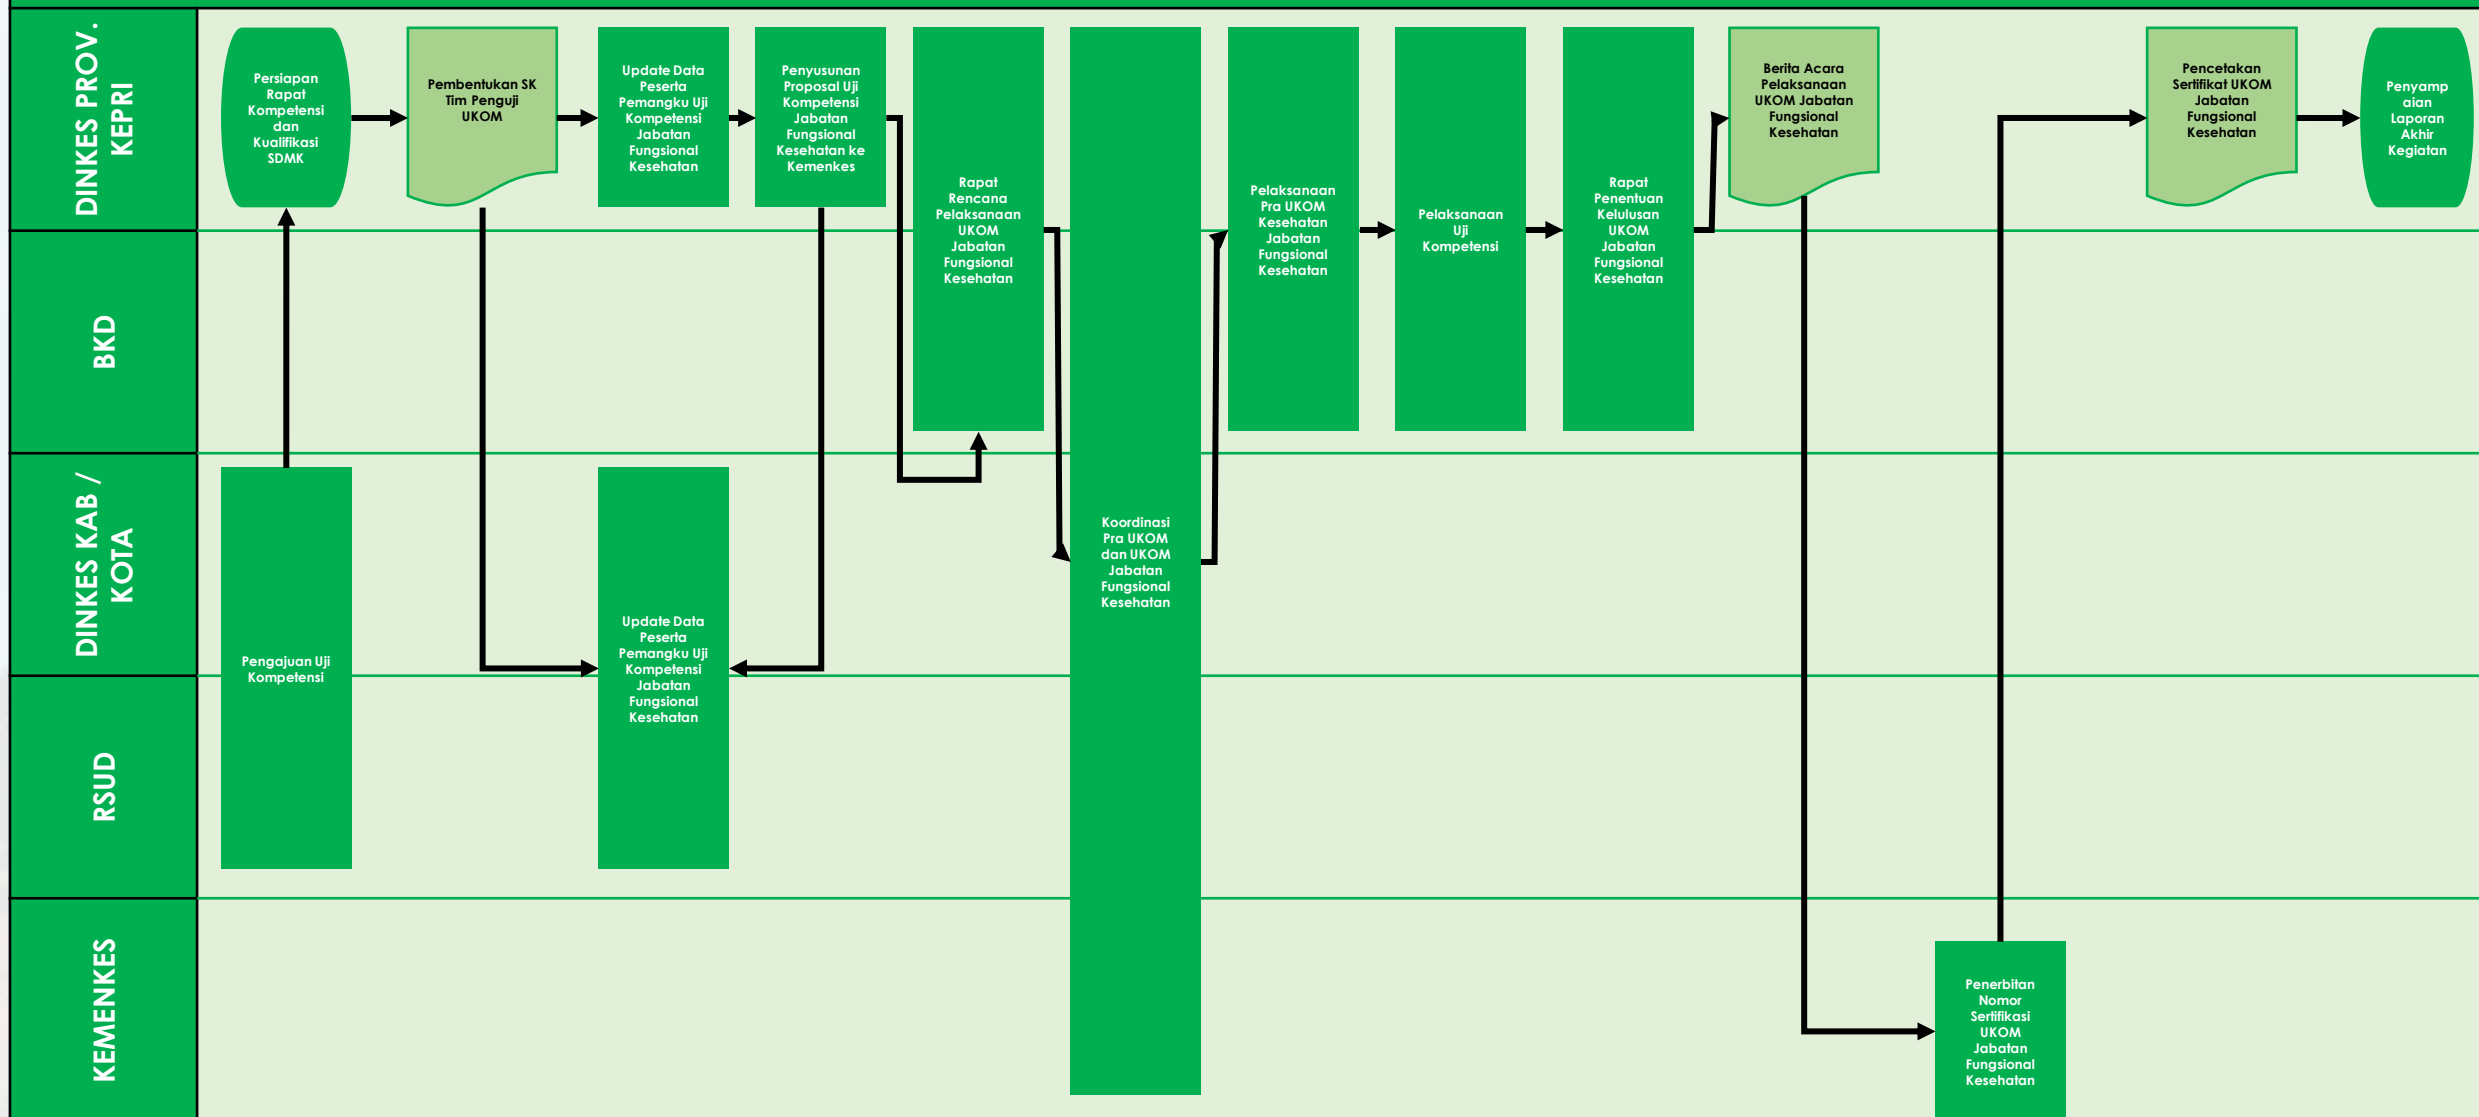 DINKES PROV.
KEPRI
Persiapan
Rapat
Kompetensi
dan
Kualifikasi
SDMK
Pembentukan SK
Tim Penguji
UKOM
Update Data
Peserta
Pemangku Uji
Kompetensi
Jabatan
Fungsional
Kesehatan
Penyusunan
Proposal Uji
Kompetensi
Jabatan
Fungsional
Kesehatan ke
Kemenkes
Rapat
Rencana
Pelaksanaan
UKOM
Jabatan
Fungsional
Kesehatan
Koordinasi
Pra UKOM
dan UKOM
Jabatan
Fungsional
Kesehatan
Pelaksanaan
Pra UKOM
Kesehatan
Jabatan
Fungsional
Kesehatan
Pelaksanaan
Uji
Kompetensi
Rapat
Penentuan
Kelulusan
UKOM
Jabatan
Fungsional
Kesehatan
Berita Acara
Pelaksanaan
UKOM Jabatan
Fungsional
Kesehatan
Pencetakan
Sertifikat UKOM
Jabatan
Fungsional
Kesehatan
Penyamp
aian
Laporan
Akhir
Kegiatan
BKD
DINKES KAB /
KOTA
Pengajuan Uji
Kompetensi
Update Data
Peserta
Pemangku Uji
Kompetensi
Jabatan
Fungsional
Kesehatan
RSUD
KEMENKES
Penerbitan
Nomor
Sertifikasi
UKOM
Jabatan
Fungsional
Kesehatan